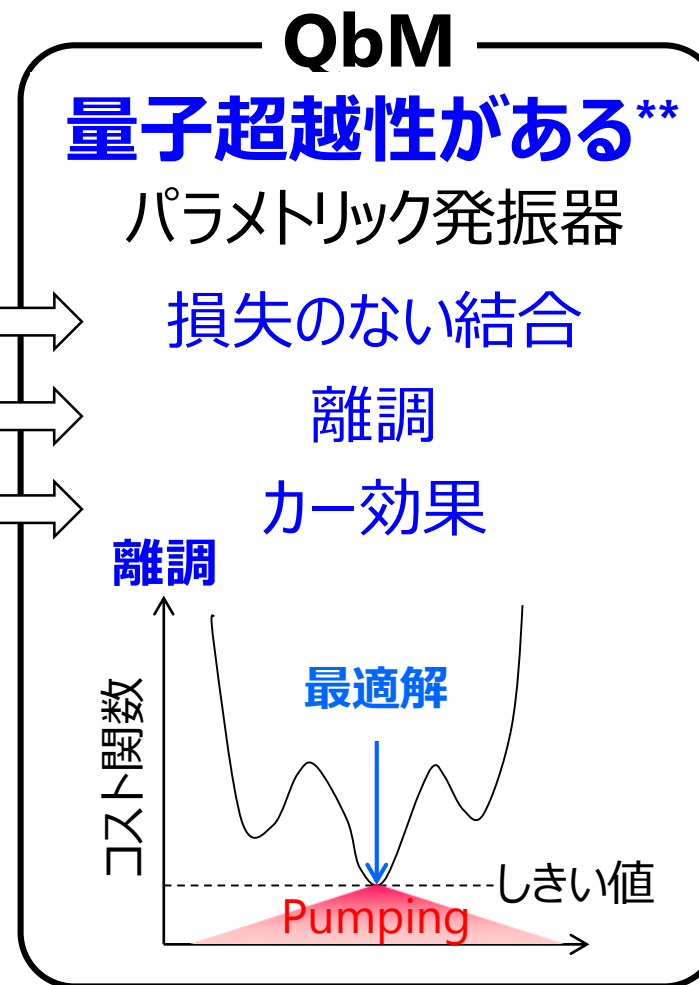 QbM
量子超越性がある**
パラメトリック発振器
損失のない結合
離調
カー効果
離調
最適解
コスト関数
しきい値
Pumping